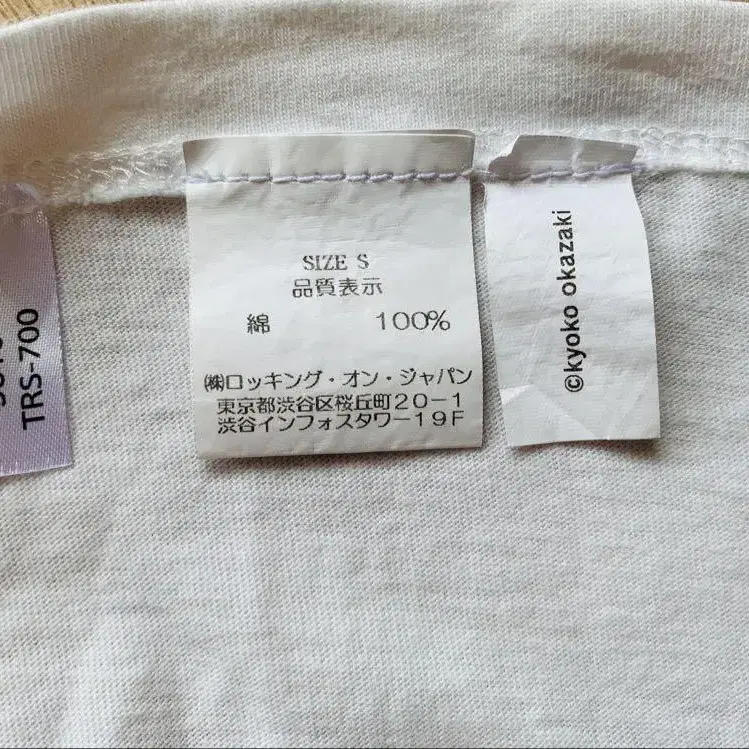 TRS-700
SIZE S
品質表示
綿 100%
㈱ロッキング・オン・ジャパン
東京都渋谷区桜丘町20-1
渋谷インフォスタワー19F
©kyoko okazaki